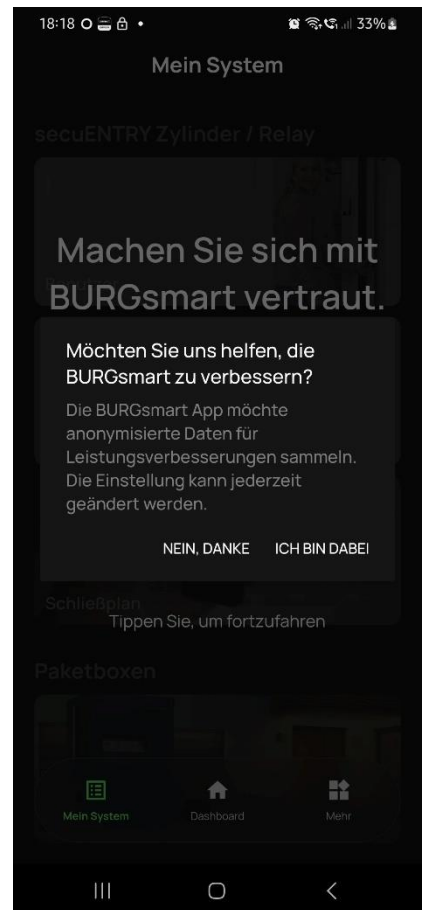 18:18
33%
Mein System
secuENTRY Zylinder / Relay
Machen Sie sich mit
BURGsmart vertraut.
Möchten Sie uns helfen, die
BURGsmart zu verbessern?
Die BURGsmart App möchte
anonymisierte Daten für
Leistungsverbesserungen sammeln.
Die Einstellung kann jederzeit
geändert werden.
NEIN, DANKE
ICH BIN DABEI
Schließplan
Tippen Sie, um fortzufahren
Paketboxen
Mein System
Dashboard
Mehr